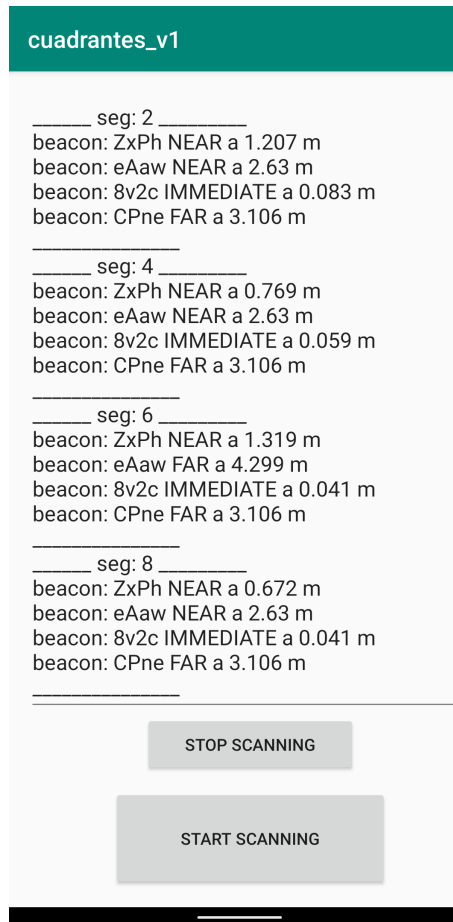 cuadrantes_v1
______ seg: 2 _________
beacon: ZxPh NEAR a 1.207 m
beacon: eAaw NEAR a 2.63 m
beacon: 8v2c IMMEDIATE a 0.083 m
beacon: CPne FAR a 3.106 m
_______________
______ seg: 4 _________
beacon: ZxPh NEAR a 0.769 m
beacon: eAaw NEAR a 2.63 m
beacon: 8v2c IMMEDIATE a 0.059 m
beacon: CPne FAR a 3.106 m
_______________
______ seg: 6 _________
beacon: ZxPh NEAR a 1.319 m
beacon: eAaw FAR a 4.299 m
beacon: 8v2c IMMEDIATE a 0.041 m
beacon: CPne FAR a 3.106 m
_______________
______ seg: 8 _________
beacon: ZxPh NEAR a 0.672 m
beacon: eAaw NEAR a 2.63 m
beacon: 8v2c IMMEDIATE a 0.041 m
beacon: CPne FAR a 3.106 m
_______________
STOP SCANNING
START SCANNING